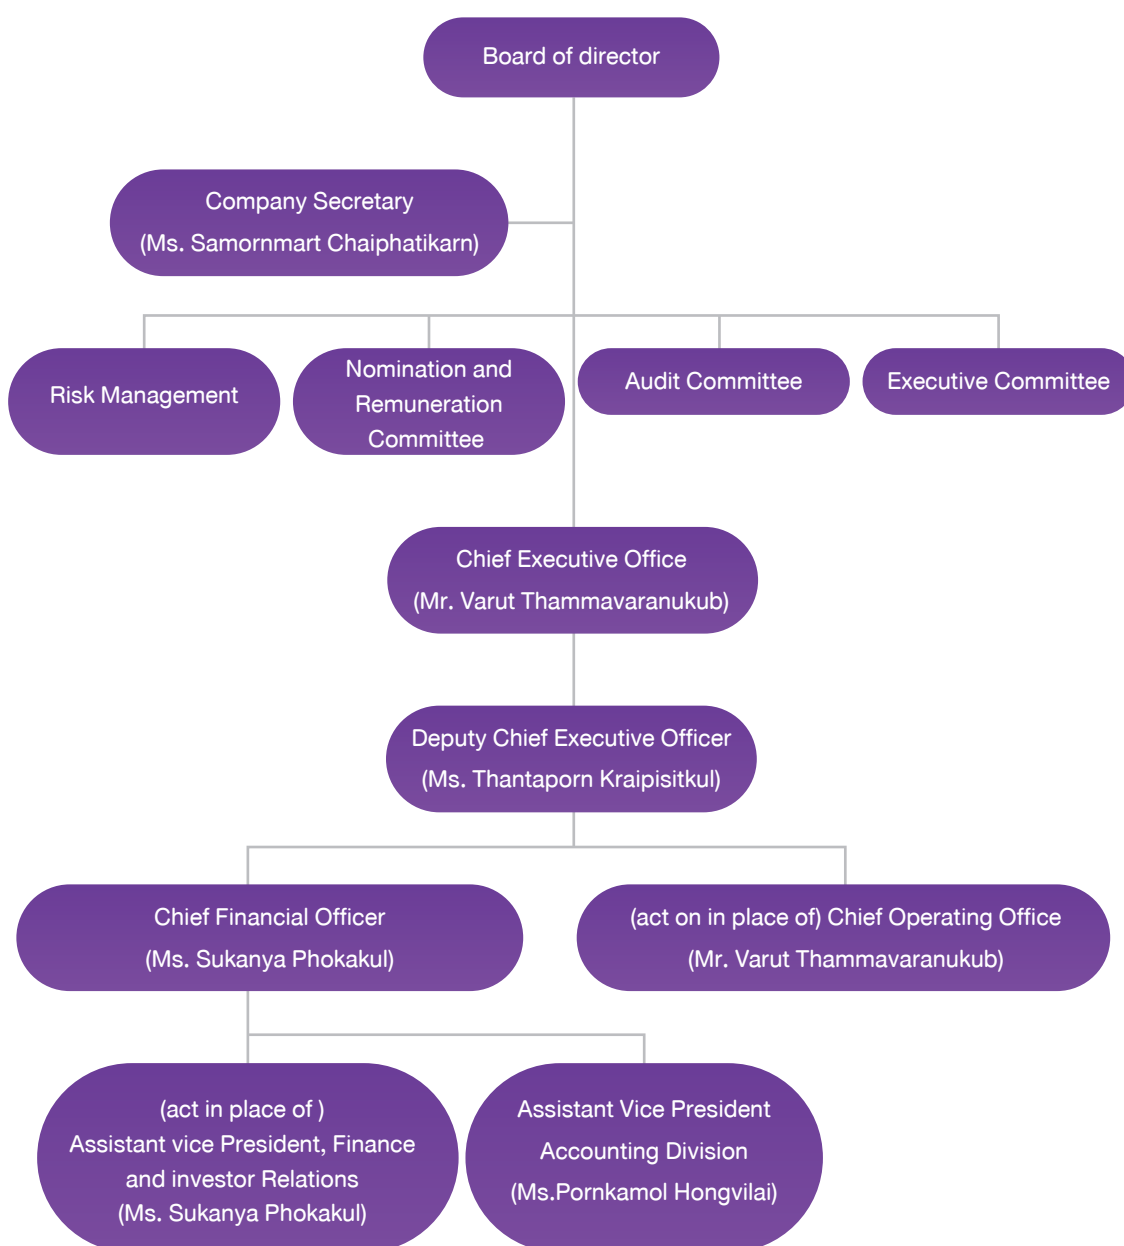 Board of director
Company Secretary
(Ms. Samornmart Chaiphatikarn)
Risk Management
Nomination and
Remuneration
Committee
Audit Committee
Executive Committee
Chief Executive Office
(Mr. Varut Thammavaranukub)
Deputy Chief Executive Officer
(Ms. Thantaporn Kraipisitkul)
Chief Financial Officer
(Ms. Sukanya Phokakul)
(act on in place of) Chief Operating Office
(Mr. Varut Thammavaranukub)
(act in place of )
Assistant vice President, Finance
and investor Relations
(Ms. Sukanya Phokakul)
Assistant Vice President
Accounting Division
(Ms.Pornkamol Hongvilai)